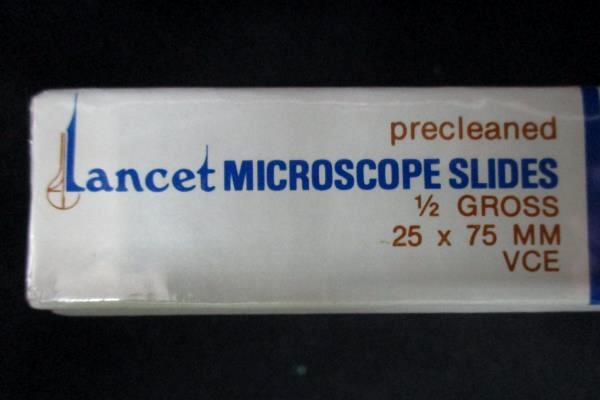 precleaned
Lancet MICROSCOPE SLIDES
½ GROSS
25 x 75 MM
VCE